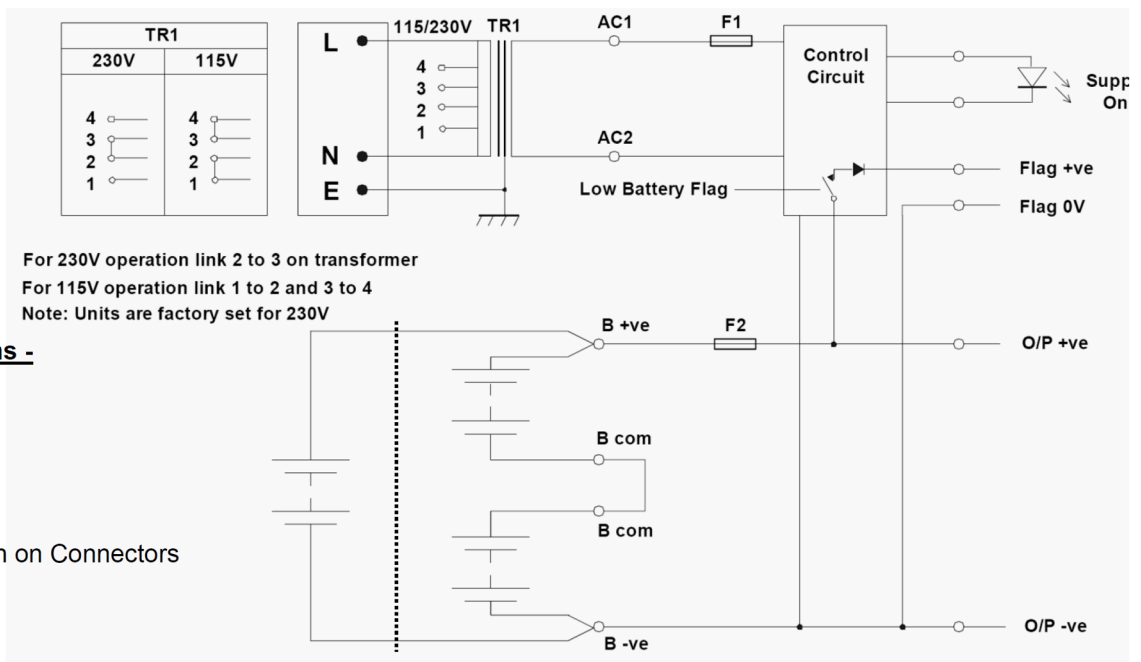 TR1
230V 115V
4 4
3 3
2 2
1 1
L
N
E
115/230V TR1
4
3
2
1
AC1
F1
AC2
Control
Circuit
Supp
On
Low Battery Flag
Flag +ve
Flag 0V
For 230V operation link 2 to 3 on transformer
For 115V operation link 1 to 2 and 3 to 4
Note: Units are factory set for 230V
s -
B +ve
F2
O/P +ve
B com
B com
n on Connectors
B -ve
O/P -ve